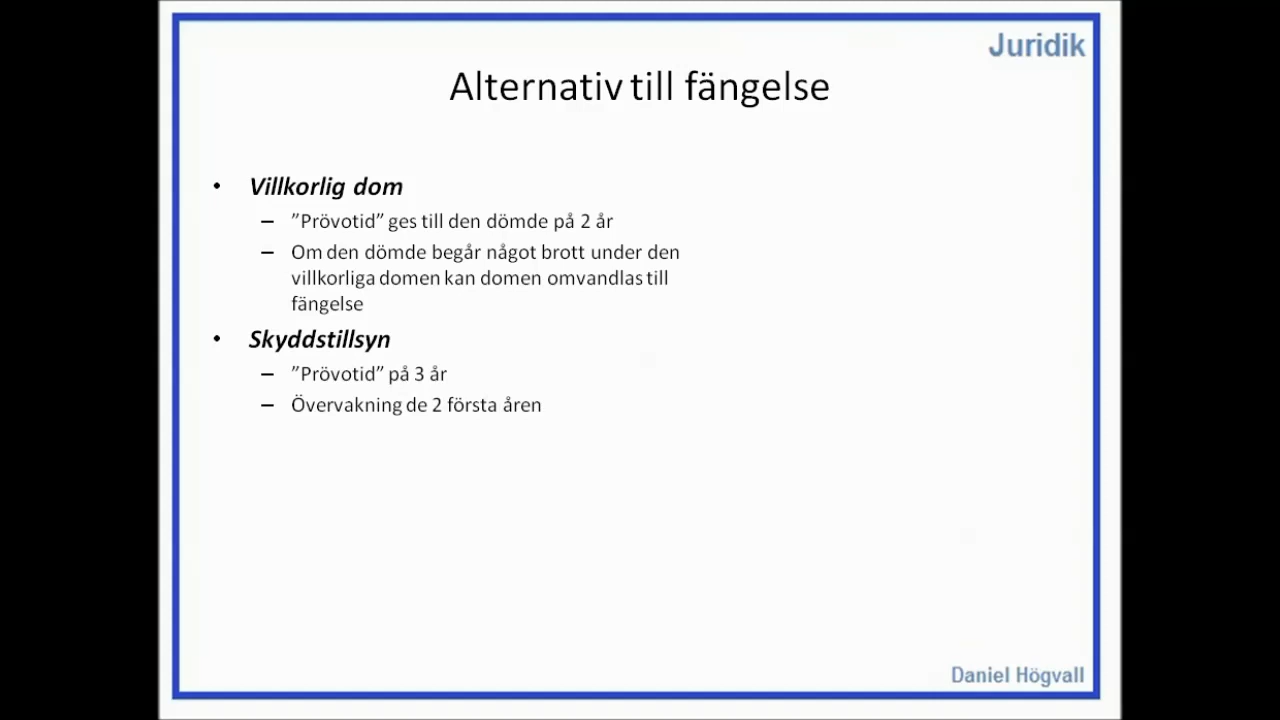 Juridik
Alternativ till fängelse
• Villkorlig dom
– ”Prövotid” ges till den dömde på 2 år
– Om den dömde begår något brott under den
villkorliga domen kan domen omvandlas till
fängelse
• Skyddstillsyn
– ”Prövotid” på 3 år
– Övervakning de 2 första åren
Daniel Högvall